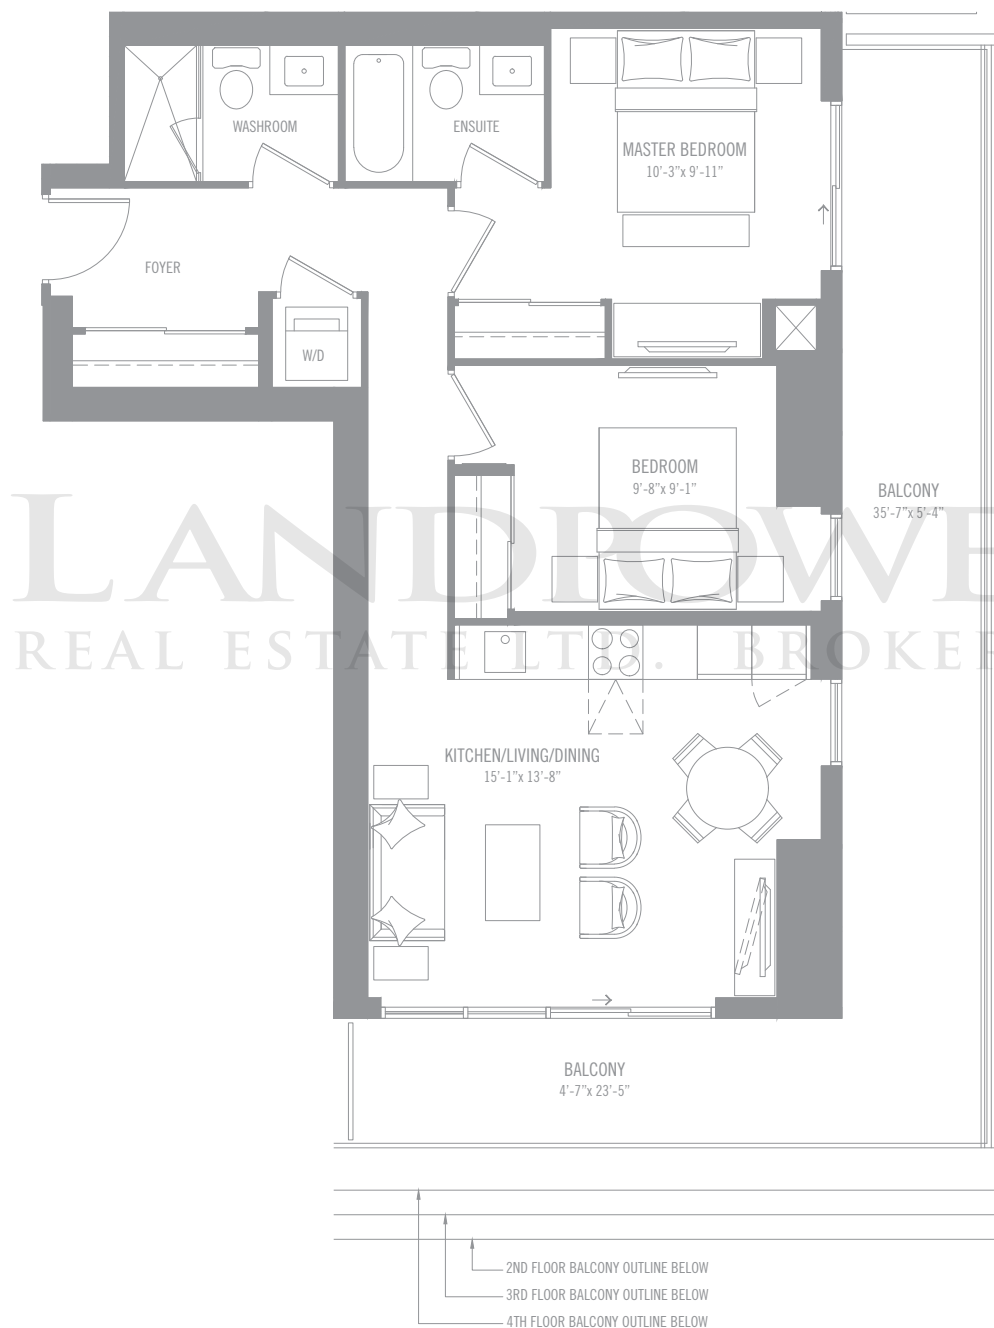 WASHROOM
ENSUITE
MASTER BEDROOM
10'-3"x 9'-11"
FOYER
W/D
BEDROOM
9'-8"x 9'-1"
BALCONY
35'-7"x 5'-4"
LANDPOWE
REAL ESTATE LTD. BROKER
KITCHEN/LIVING/DINING
15'-1"x 13'-8"
BALCONY
4'-7"x 23'-5"
2ND FLOOR BALCONY OUTLINE BELOW
3RD FLOOR BALCONY OUTLINE BELOW
4TH FLOOR BALCONY OUTLINE BELOW